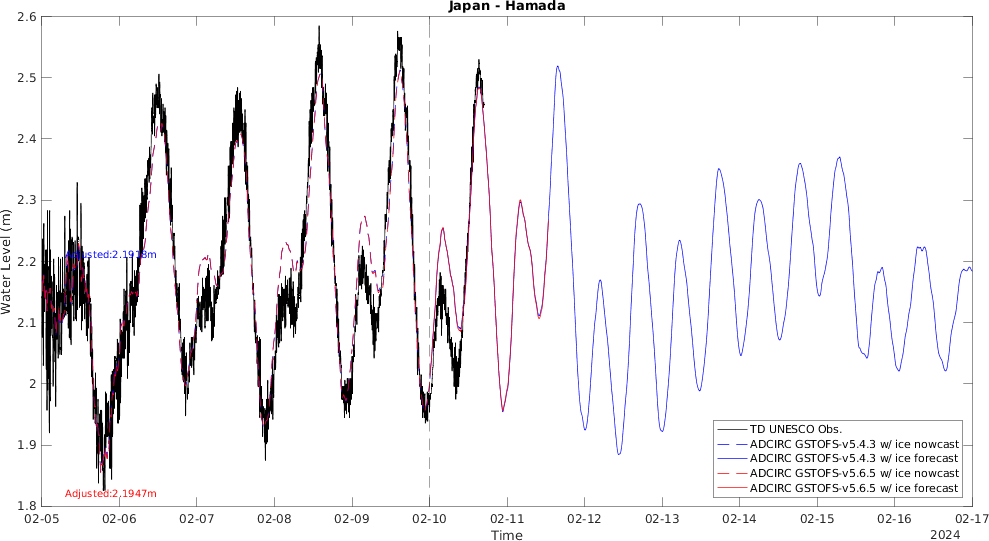 Japan - Hamada
2.6
2.5
2.4
2.3
2.2
2.1
2
1.9
1.8
Water Level (m)
Adjusted:2.1918m
Adjusted:2.1947m
TD UNESCO Obs.
ADCIRC GSTOFS-v5.4.3 w/ ice nowcast
ADCIRC GSTOFS-v5.4.3 w/ ice forecast
ADCIRC GSTOFS-v5.6.5 w/ ice nowcast
ADCIRC GSTOFS-v5.6.5 w/ ice forecast
02-05 02-06 02-07 02-08 02-09 02-10 02-11 02-12 02-13 02-14 02-15 02-16 02-17
Time
2024